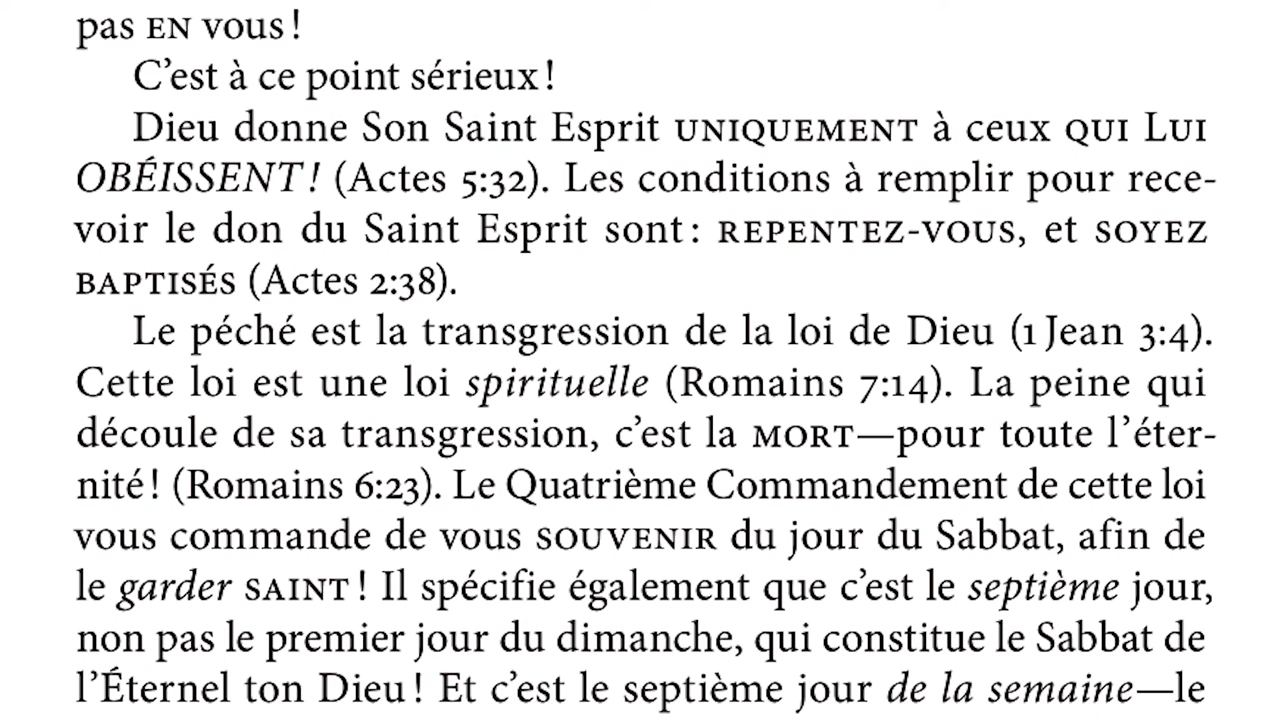 pas EN vous !
C’est à ce point sérieux !
Dieu donne Son Saint Esprit UNIQUEMENT à ceux QUI LUI
OBÉISSENT ! (Actes 5:32). Les conditions à remplir pour rece-
voir le don du Saint Esprit sont : REPENTEZ-VOUS, et SOYEZ
BAPTISÉS (Actes 2:38).
Le péché est la transgression de la loi de Dieu (1 Jean 3:4).
Cette loi est une loi spirituelle (Romains 7:14). La peine qui
découle de sa transgression, c’est la MORT—pour toute l’éter-
nité ! (Romains 6:23). Le Quatrième Commandement de cette loi
vous commande de vous SOUVENIR du jour du Sabbat, afin de
le garder SAINT ! Il spécifie également que c’est le septième jour,
non pas le premier jour du dimanche, qui constitue le Sabbat de
l’Éternel ton Dieu ! Et c’est le septième jour de la semaine—le